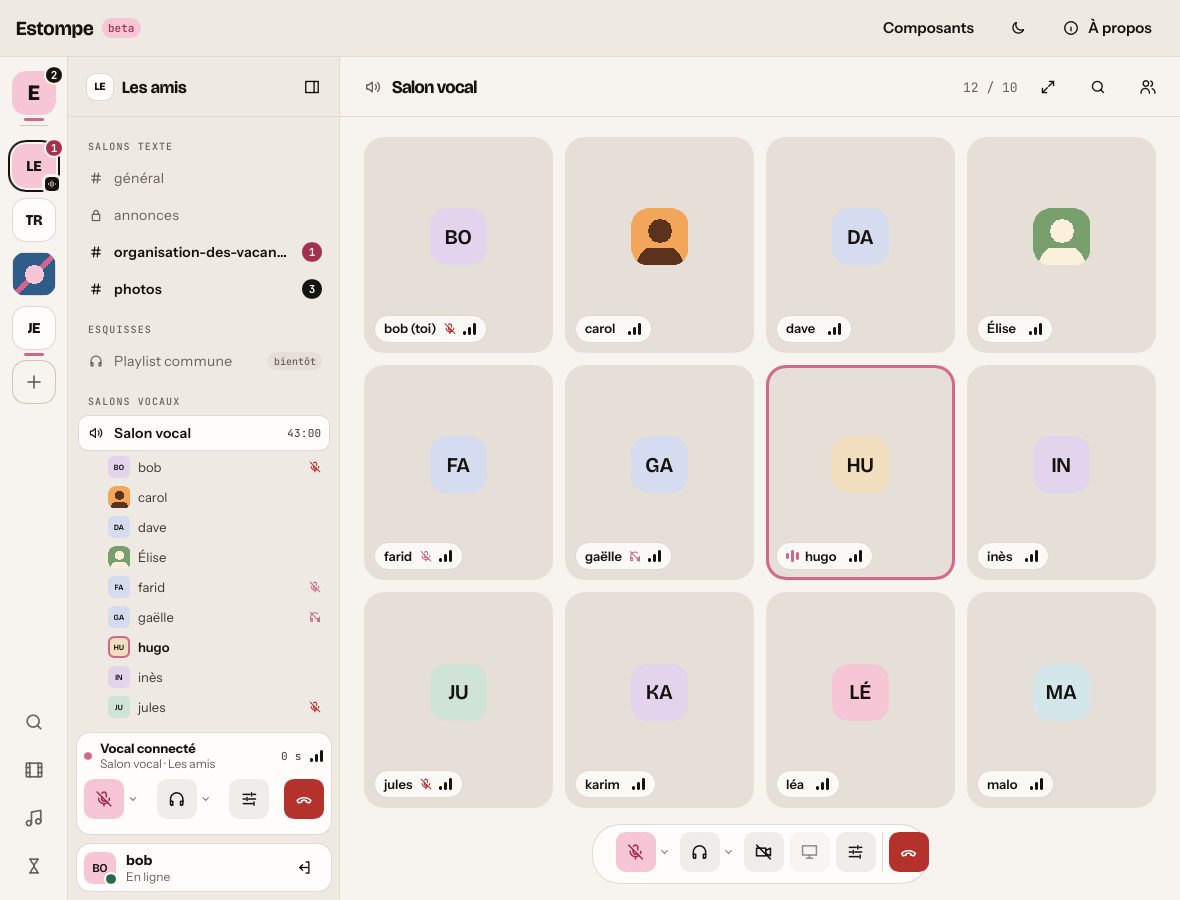 Estompe beta
Composants
À propos
E 2
LE 1
TR
JE
LE Les amis
SALONS TEXTE
# général
annonces
# organisation-des-vacan... 1
# photos 3
ESQUISSES
Playlist commune bientôt
SALONS VOCAUX
Salon vocal 43:00
BO bob
carol
DA dave
Élise
FA farid
GA gaëlle
HU hugo
IN inès
JU jules
Vocal connecté
Salon vocal · Les amis
0 s
BO bob
En ligne
Salon vocal
12 / 10
BO
DA
bob (toi)
carol
dave
Élise
FA
GA
HU
IN
farid
gaëlle
hugo
inès
JU
KA
LÉ
MA
jules
karim
léa
malo